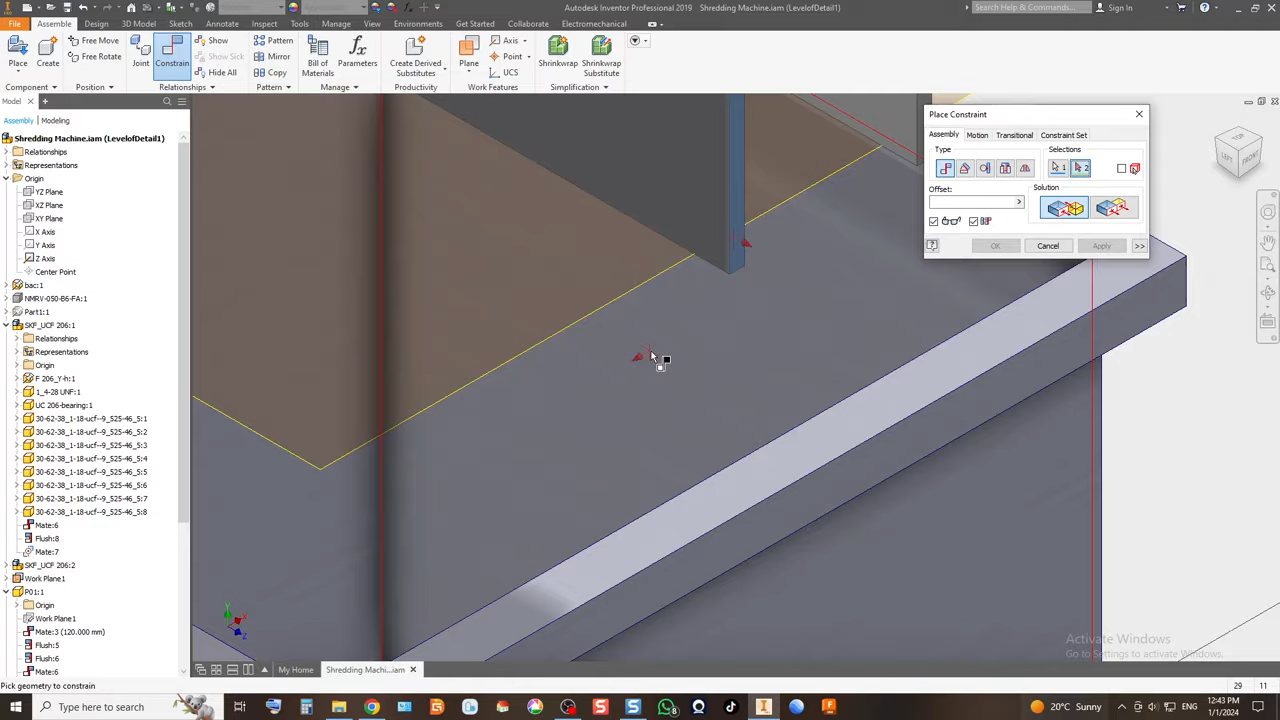 Autodesk Inventor Professional 2019   Shredding Machine.iam (LevelofDetail1)
Search Help & Commands...
Sign In
File Assemble Design 3D Model Sketch Annotate Inspect Tools Manage View Environments Get Started Collaborate Electromechanical
Place Create Free Move Free Rotate Joint Constrain Show Show Sick Hide All Pattern Mirror Copy Bill of Materials Parameters Create Derived Substitutes Plane Axis Point UCS Shrinkwrap Shrinkwrap Substitute
Component Position Relationships Pattern Manage Productivity Work Features Simplification
Model
Assembly Modeling
Shredding Machine.iam (LevelofDetail1)
Relationships
Representations
Origin
YZ Plane
XZ Plane
XY Plane
X Axis
Y Axis
Z Axis
Center Point
bac:1
NMRV-050-B6-FA:1
Part1:1
SKF_UCF 206:1
Relationships
Representations
Origin
F 206_Y-h:1
1_4-28 UNF:1
UC 206-bearing:1
30-62-38_1-18-ucf--9_525-46_5:1
30-62-38_1-18-ucf--9_525-46_5:2
30-62-38_1-18-ucf--9_525-46_5:3
30-62-38_1-18-ucf--9_525-46_5:4
30-62-38_1-18-ucf--9_525-46_5:5
30-62-38_1-18-ucf--9_525-46_5:6
30-62-38_1-18-ucf--9_525-46_5:7
30-62-38_1-18-ucf--9_525-46_5:8
Mate:6
Flush:8
Mate:7
SKF_UCF 206:2
Work Plane1
P01:1
Origin
Work Plane1
Mate:3 (120.000 mm)
Flush:5
Flush:6
Mate:6
Place Constraint
Assembly Motion Transitional Constraint Set
Type
Selections
1 2
Offset:
Solution
OK Cancel Apply >>
TOP
LEFT FRONT
Y X Z
Activate Windows
Go to Settings to activate Windows.
My Home Shredding Machi...iam
Pick geometry to constrain
29 11
Type here to search
20°C Sunny
12:43 PM
1/1/2024